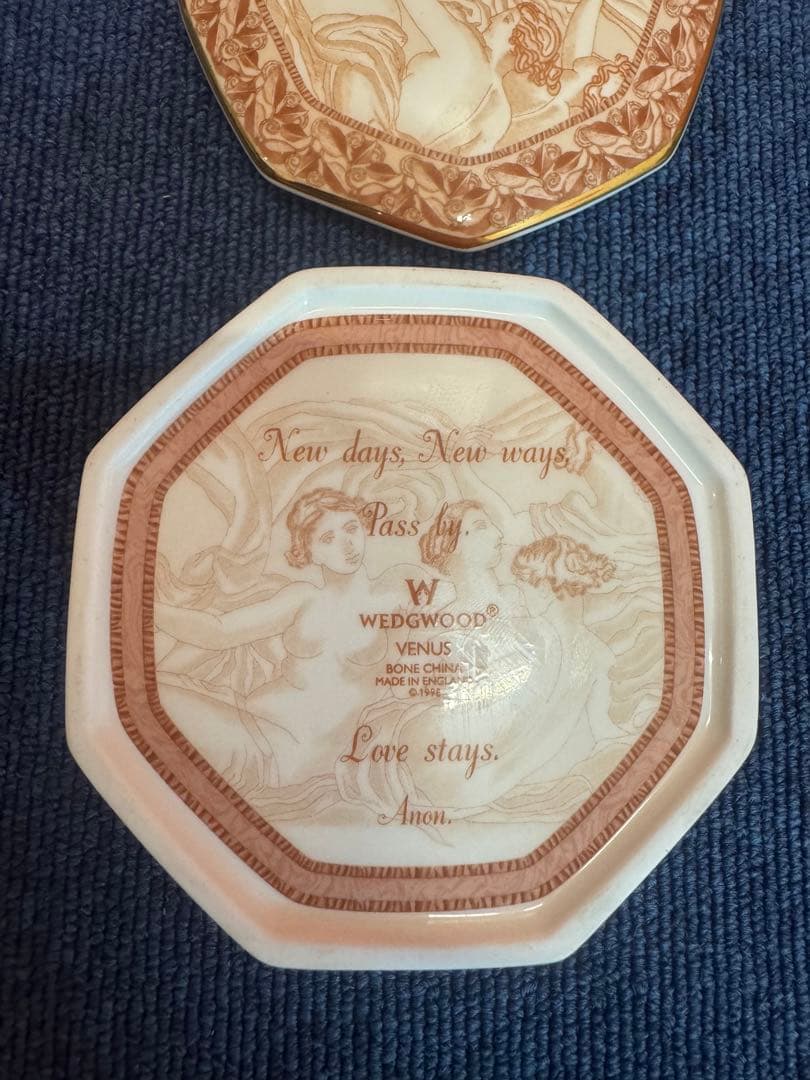 New days, New ways,
Pass by.
W
WEDGWOOD®
VENUS
BONE CHINA
MADE IN ENGLAND
Love stays.
Anon.